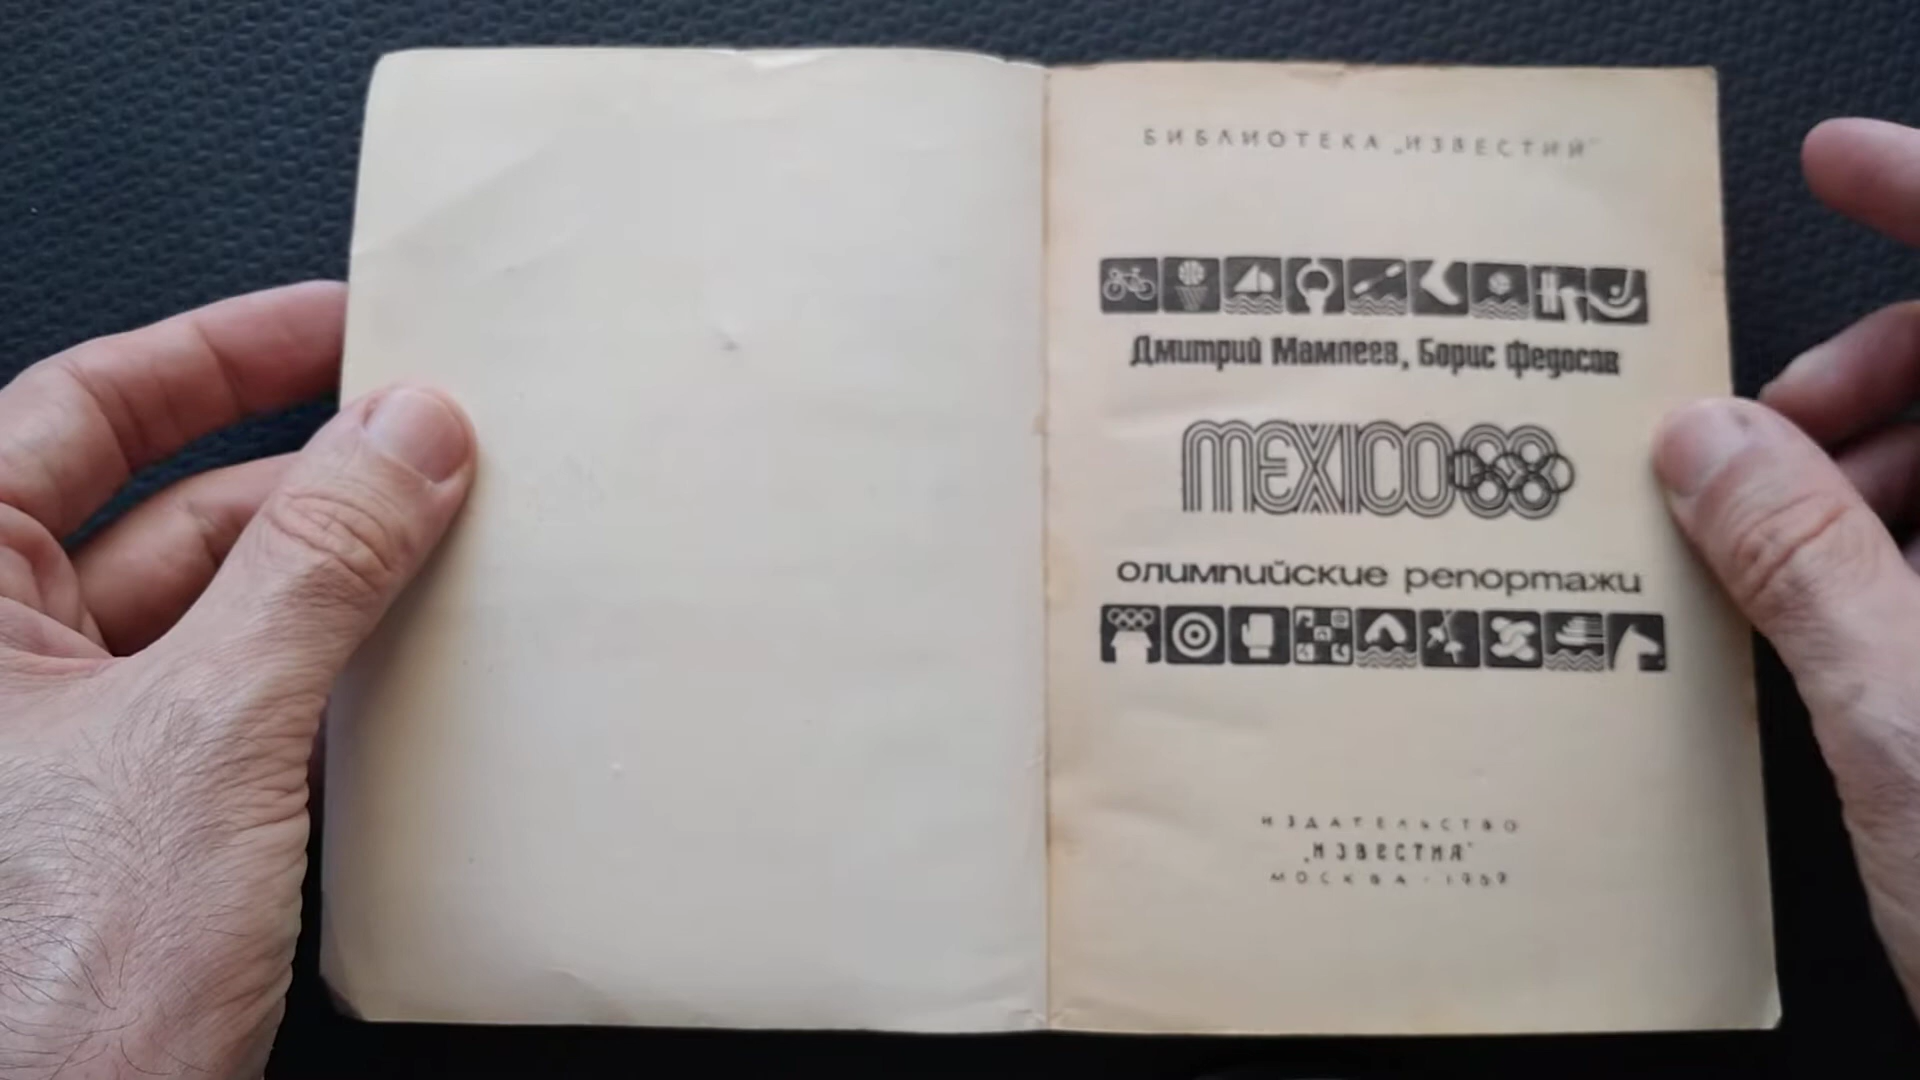 БИБЛИОТЕКА „ИЗВЕСТИЙ"
Дмитрий Мамлеев, Борис Федосов
MEXICO68
олимпийские репортажи
ИЗДАТЕЛЬСТВО
„ИЗВЕСТИЯ"
МОСКВА · 1969